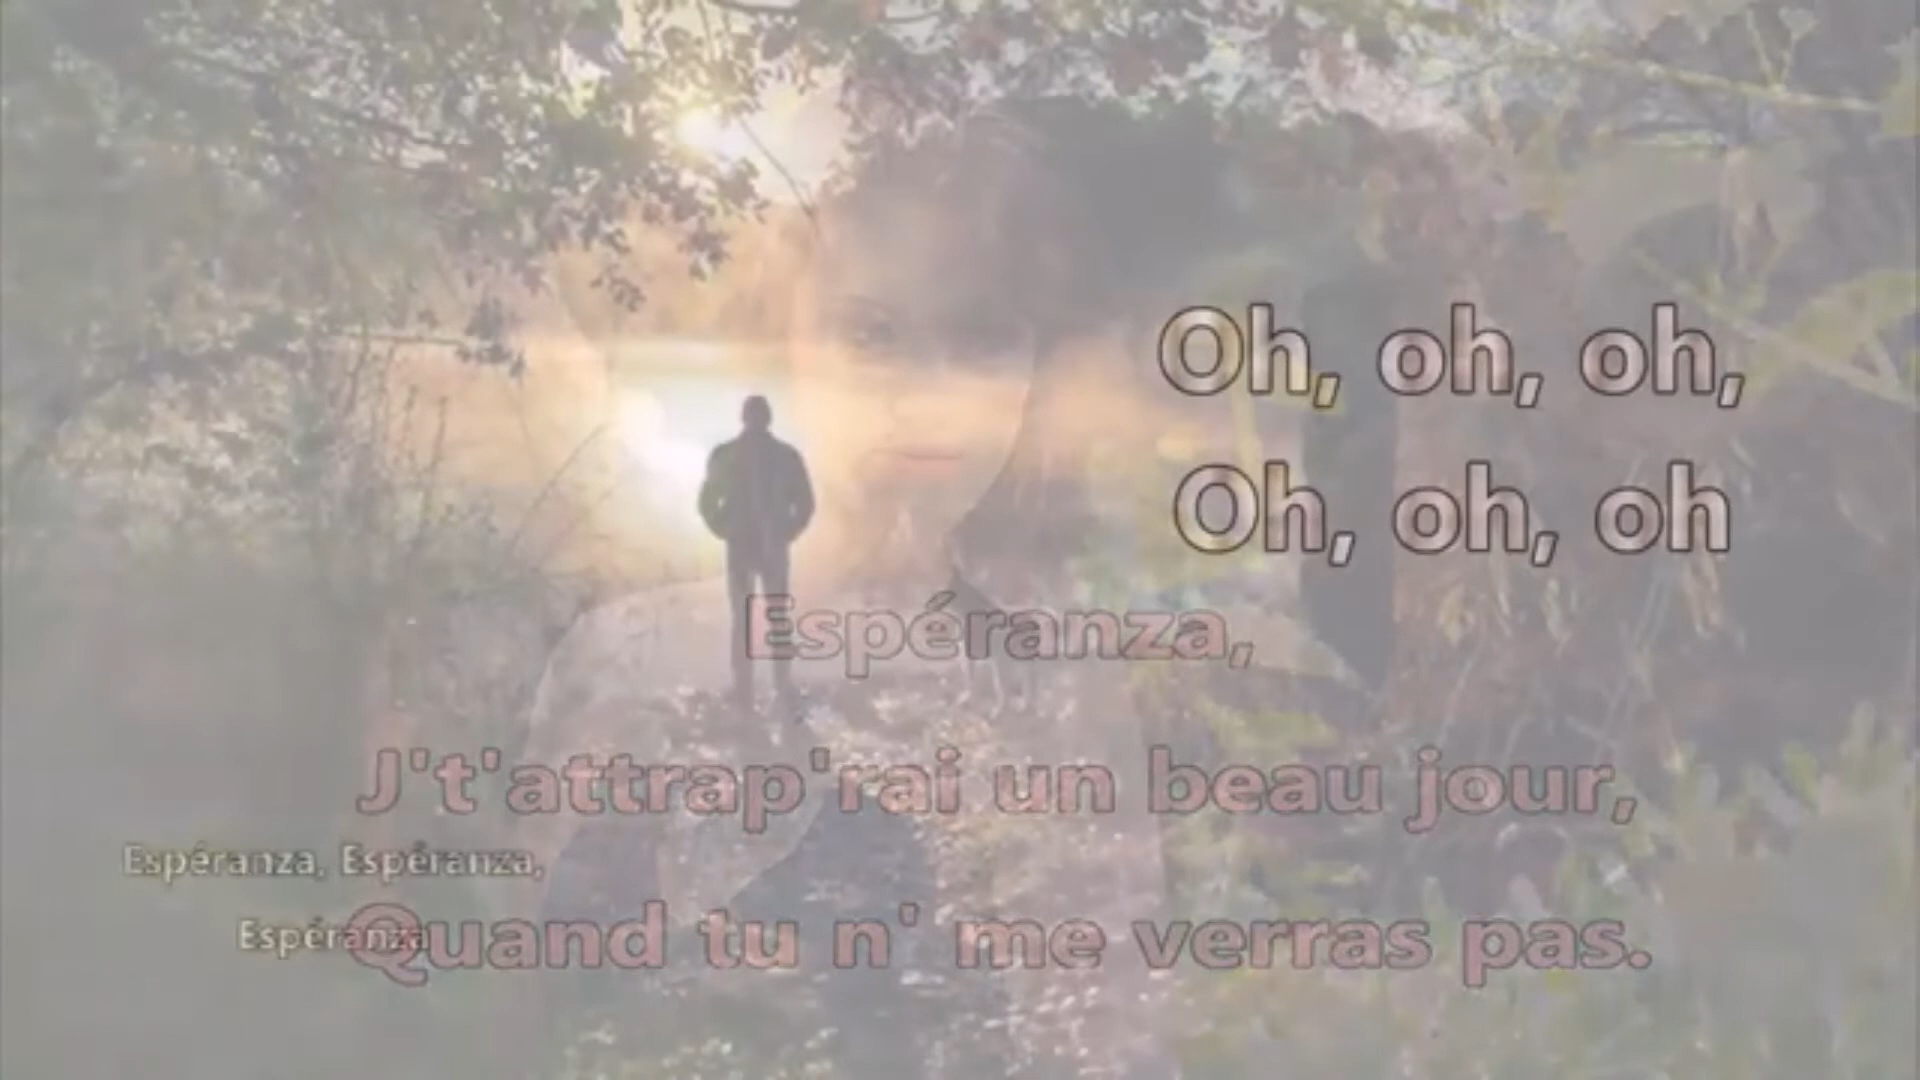 Oh, oh, oh,
Oh, oh, oh
Espéranza,
J't'attrap'rai un beau jour,
Espéranza, Espéranza,
Espéranza
Quand tu n' me verras pas.